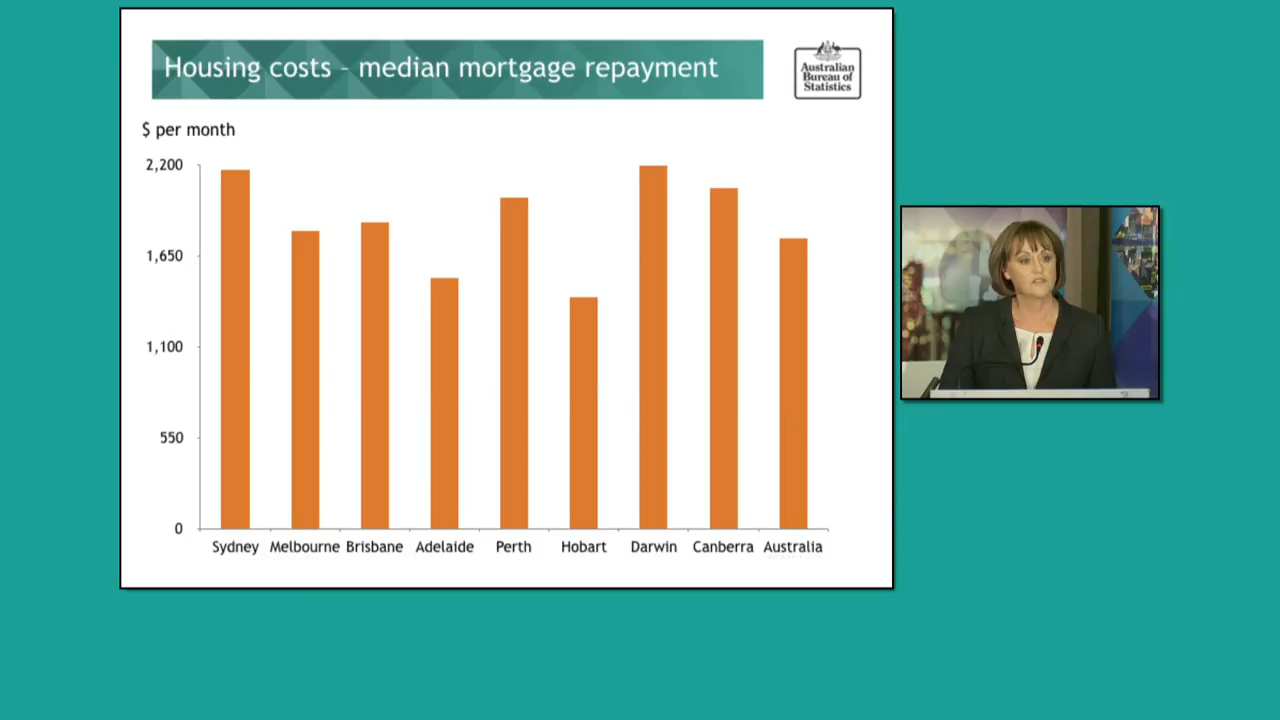 Housing costs – median mortgage repayment
Australian
Bureau of
Statistics
$ per month
2,200
1,650
1,100
550
0
Sydney Melbourne Brisbane Adelaide Perth Hobart Darwin Canberra Australia